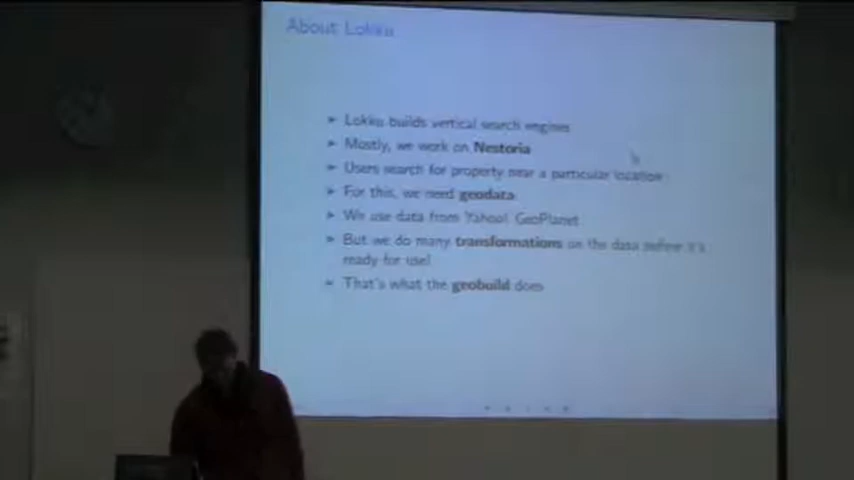 About Lokku
Lokku builds vertical search engines
Mostly, we work on Nestoria
Users search for property near a particular location
For this, we need geodata
We use data from Yahoo! GeoPlanet
But we do many transformations on the data before it's
ready for use!
That's what the geobuild does